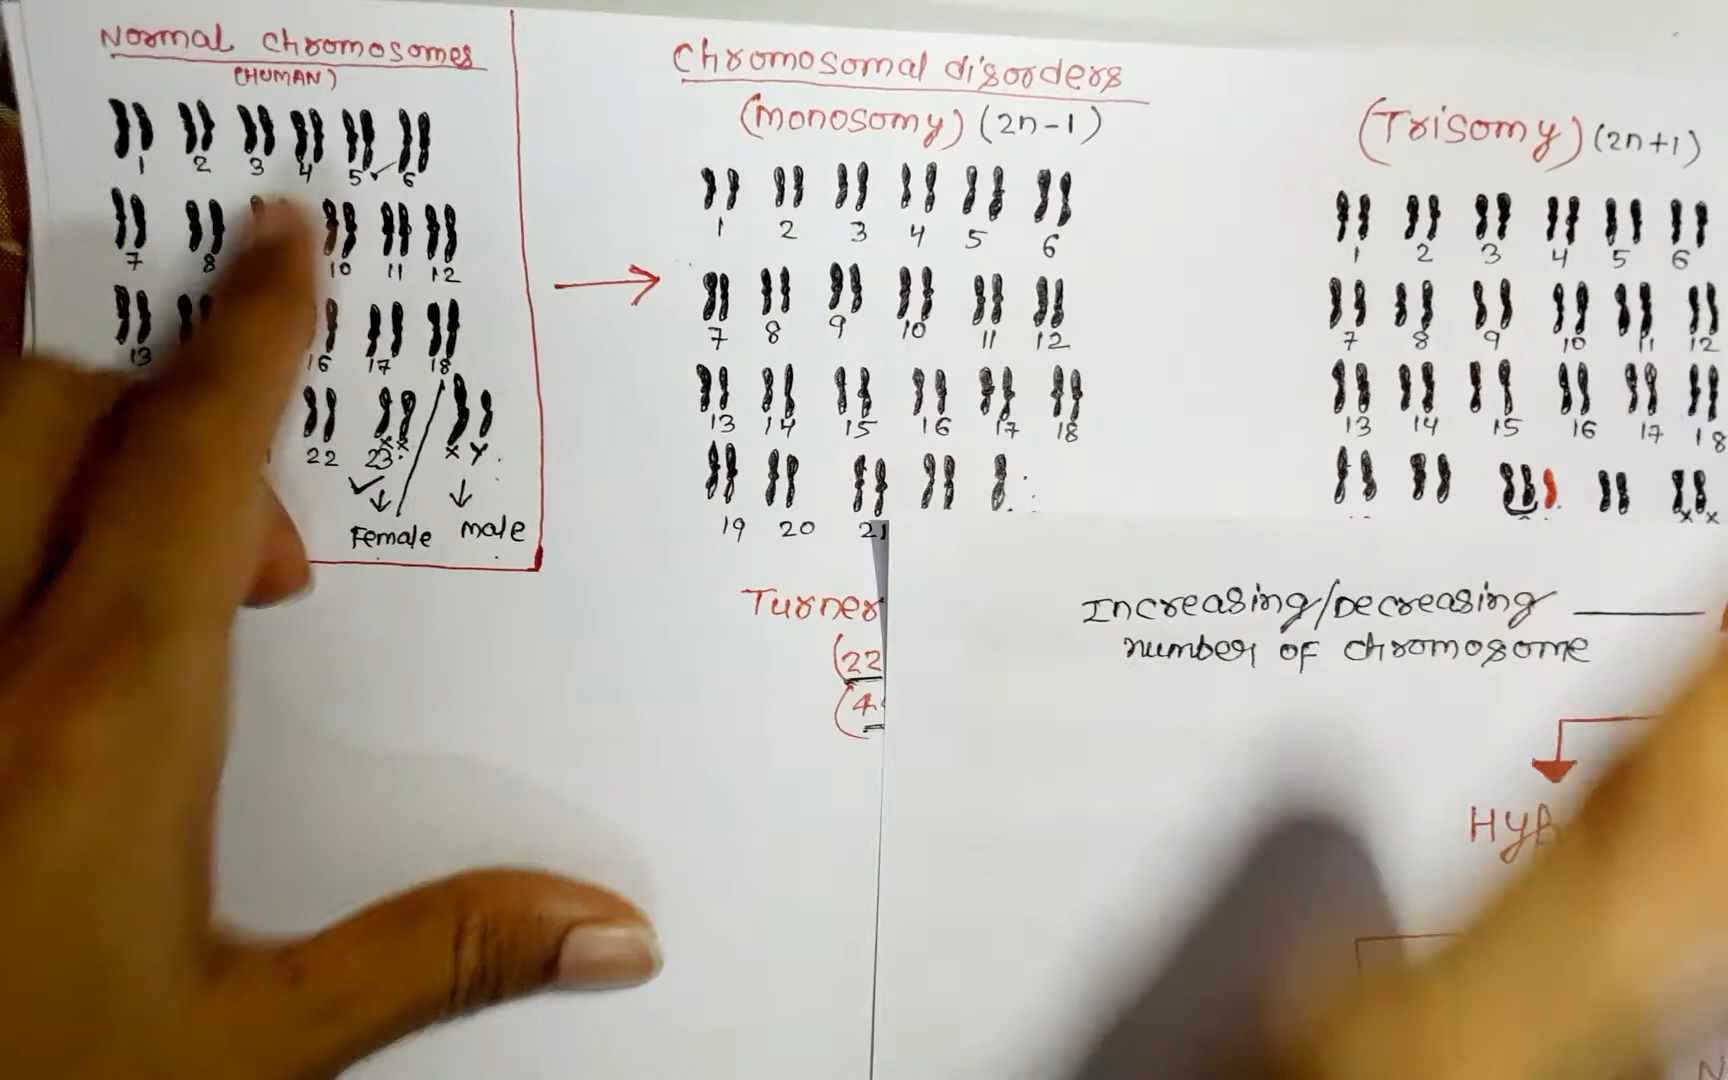 Normal chromosomes
(HUMAN)
1 2 3 4 5 6
7 8 10 11 12
13 16 17 18
22 23
x x x y
Female male
Chromosomal disorders
(Monosomy) (2n-1)
1 2 3 4 5 6
7 8 9 10 11 12
13 14 15 16 17 18
19 20 21
Turner
(22
(Trisomy) (2n+1)
1 2 3 4 5 6
7 8 9 10 11 12
13 14 15 16 17 18
x x
Increasing/Decreasing
number of chromosome